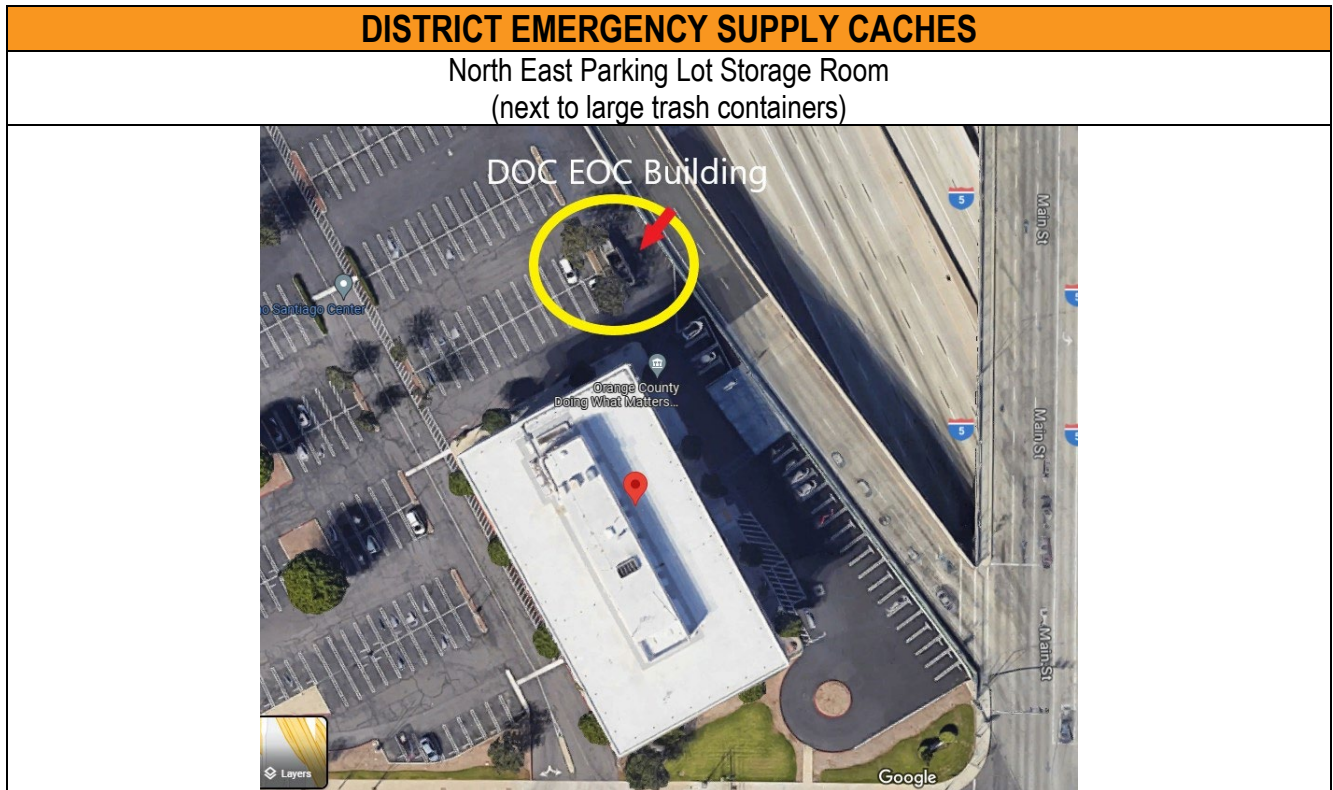 DISTRICT EMERGENCY SUPPLY CACHES
North East Parking Lot Storage Room
(next to large trash containers)
DOC EOC Building
5
Main St
5
o Santiago Center
Orange County
Doing What Matters...
Main St
5
5
Main St
Layers
Google